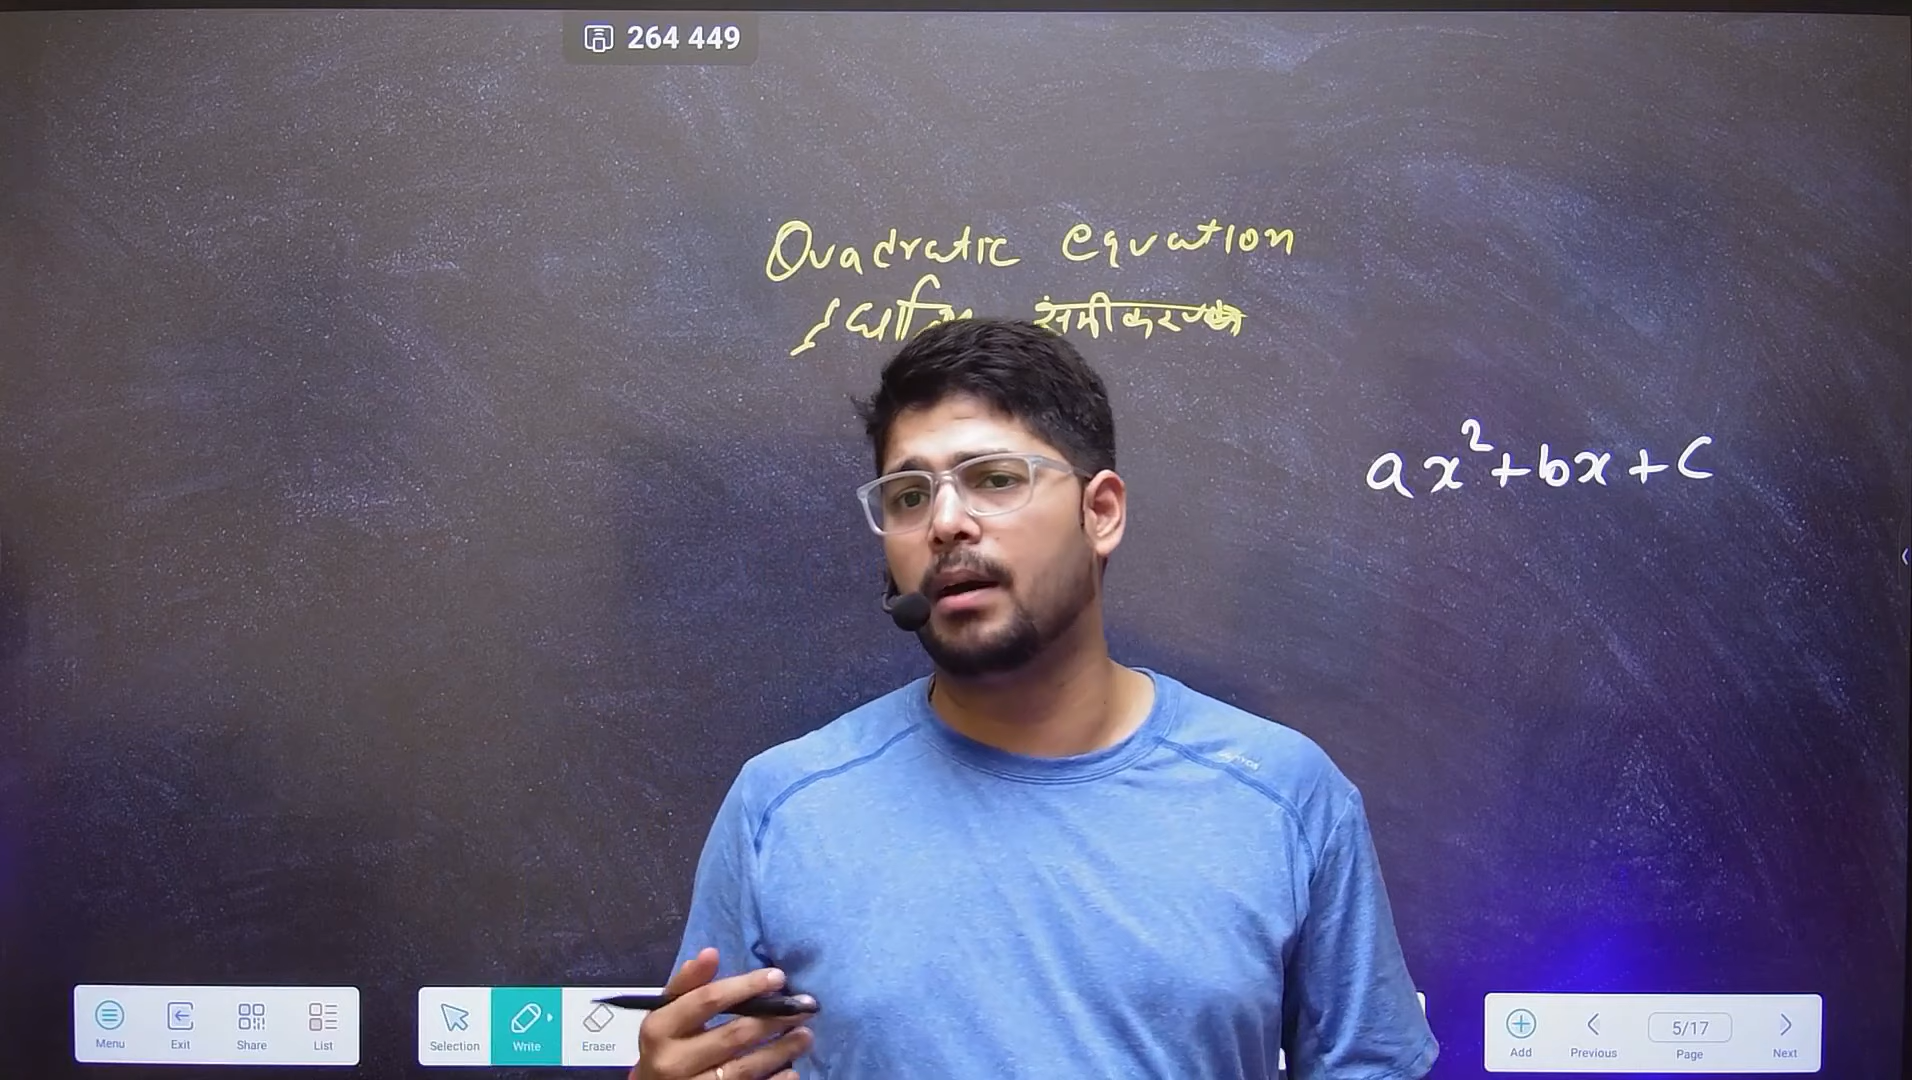 264 449
Quadratic equation
समीकरण
ax²+bx+c
Menu Exit Share List
Selection Write Eraser
Add Previous 5/17 Page Next